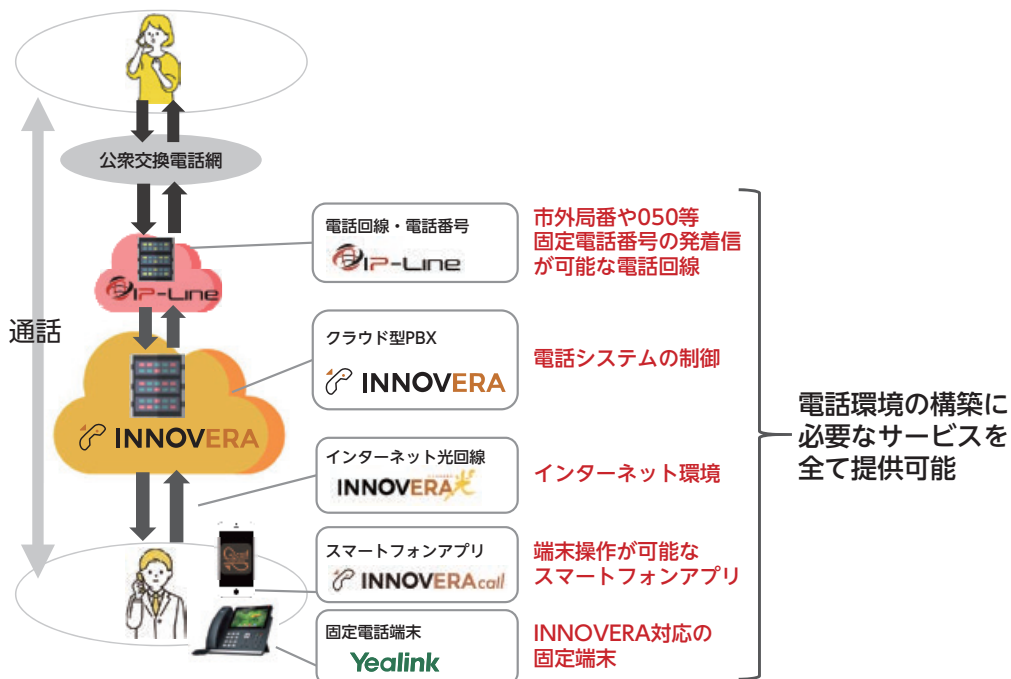 公衆交換電話網
IP-Line
通話
INNOVERA
電話回線・電話番号
IP-Line
市外局番や050等
固定電話番号の発着信
が可能な電話回線
クラウド型PBX
INNOVERA
電話システムの制御
インターネット光回線
INNOVERA光
インターネット環境
スマートフォンアプリ
INNOVERAcall
端末操作が可能な
スマートフォンアプリ
固定電話端末
Yealink
INNOVERA対応の
固定端末
電話環境の構築に
必要なサービスを
全て提供可能